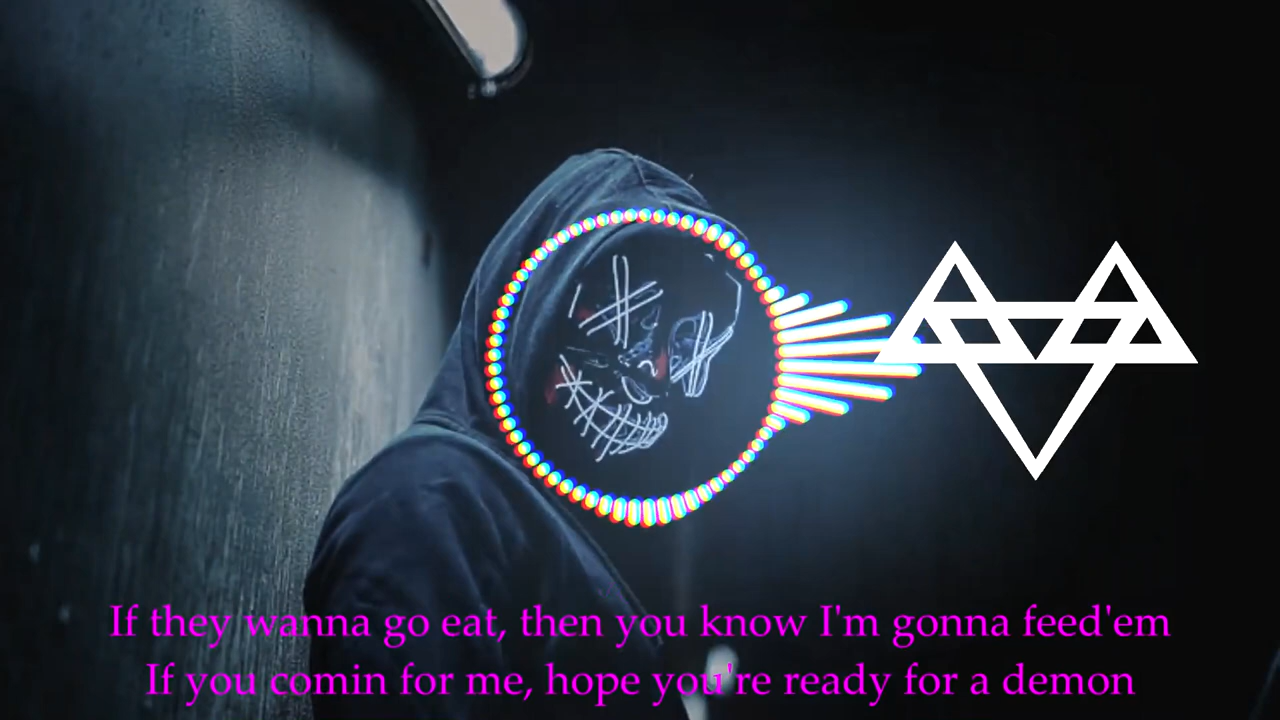 If they wanna go eat, then you know I'm gonna feed'em
If you comin for me, hope you're ready for a demon